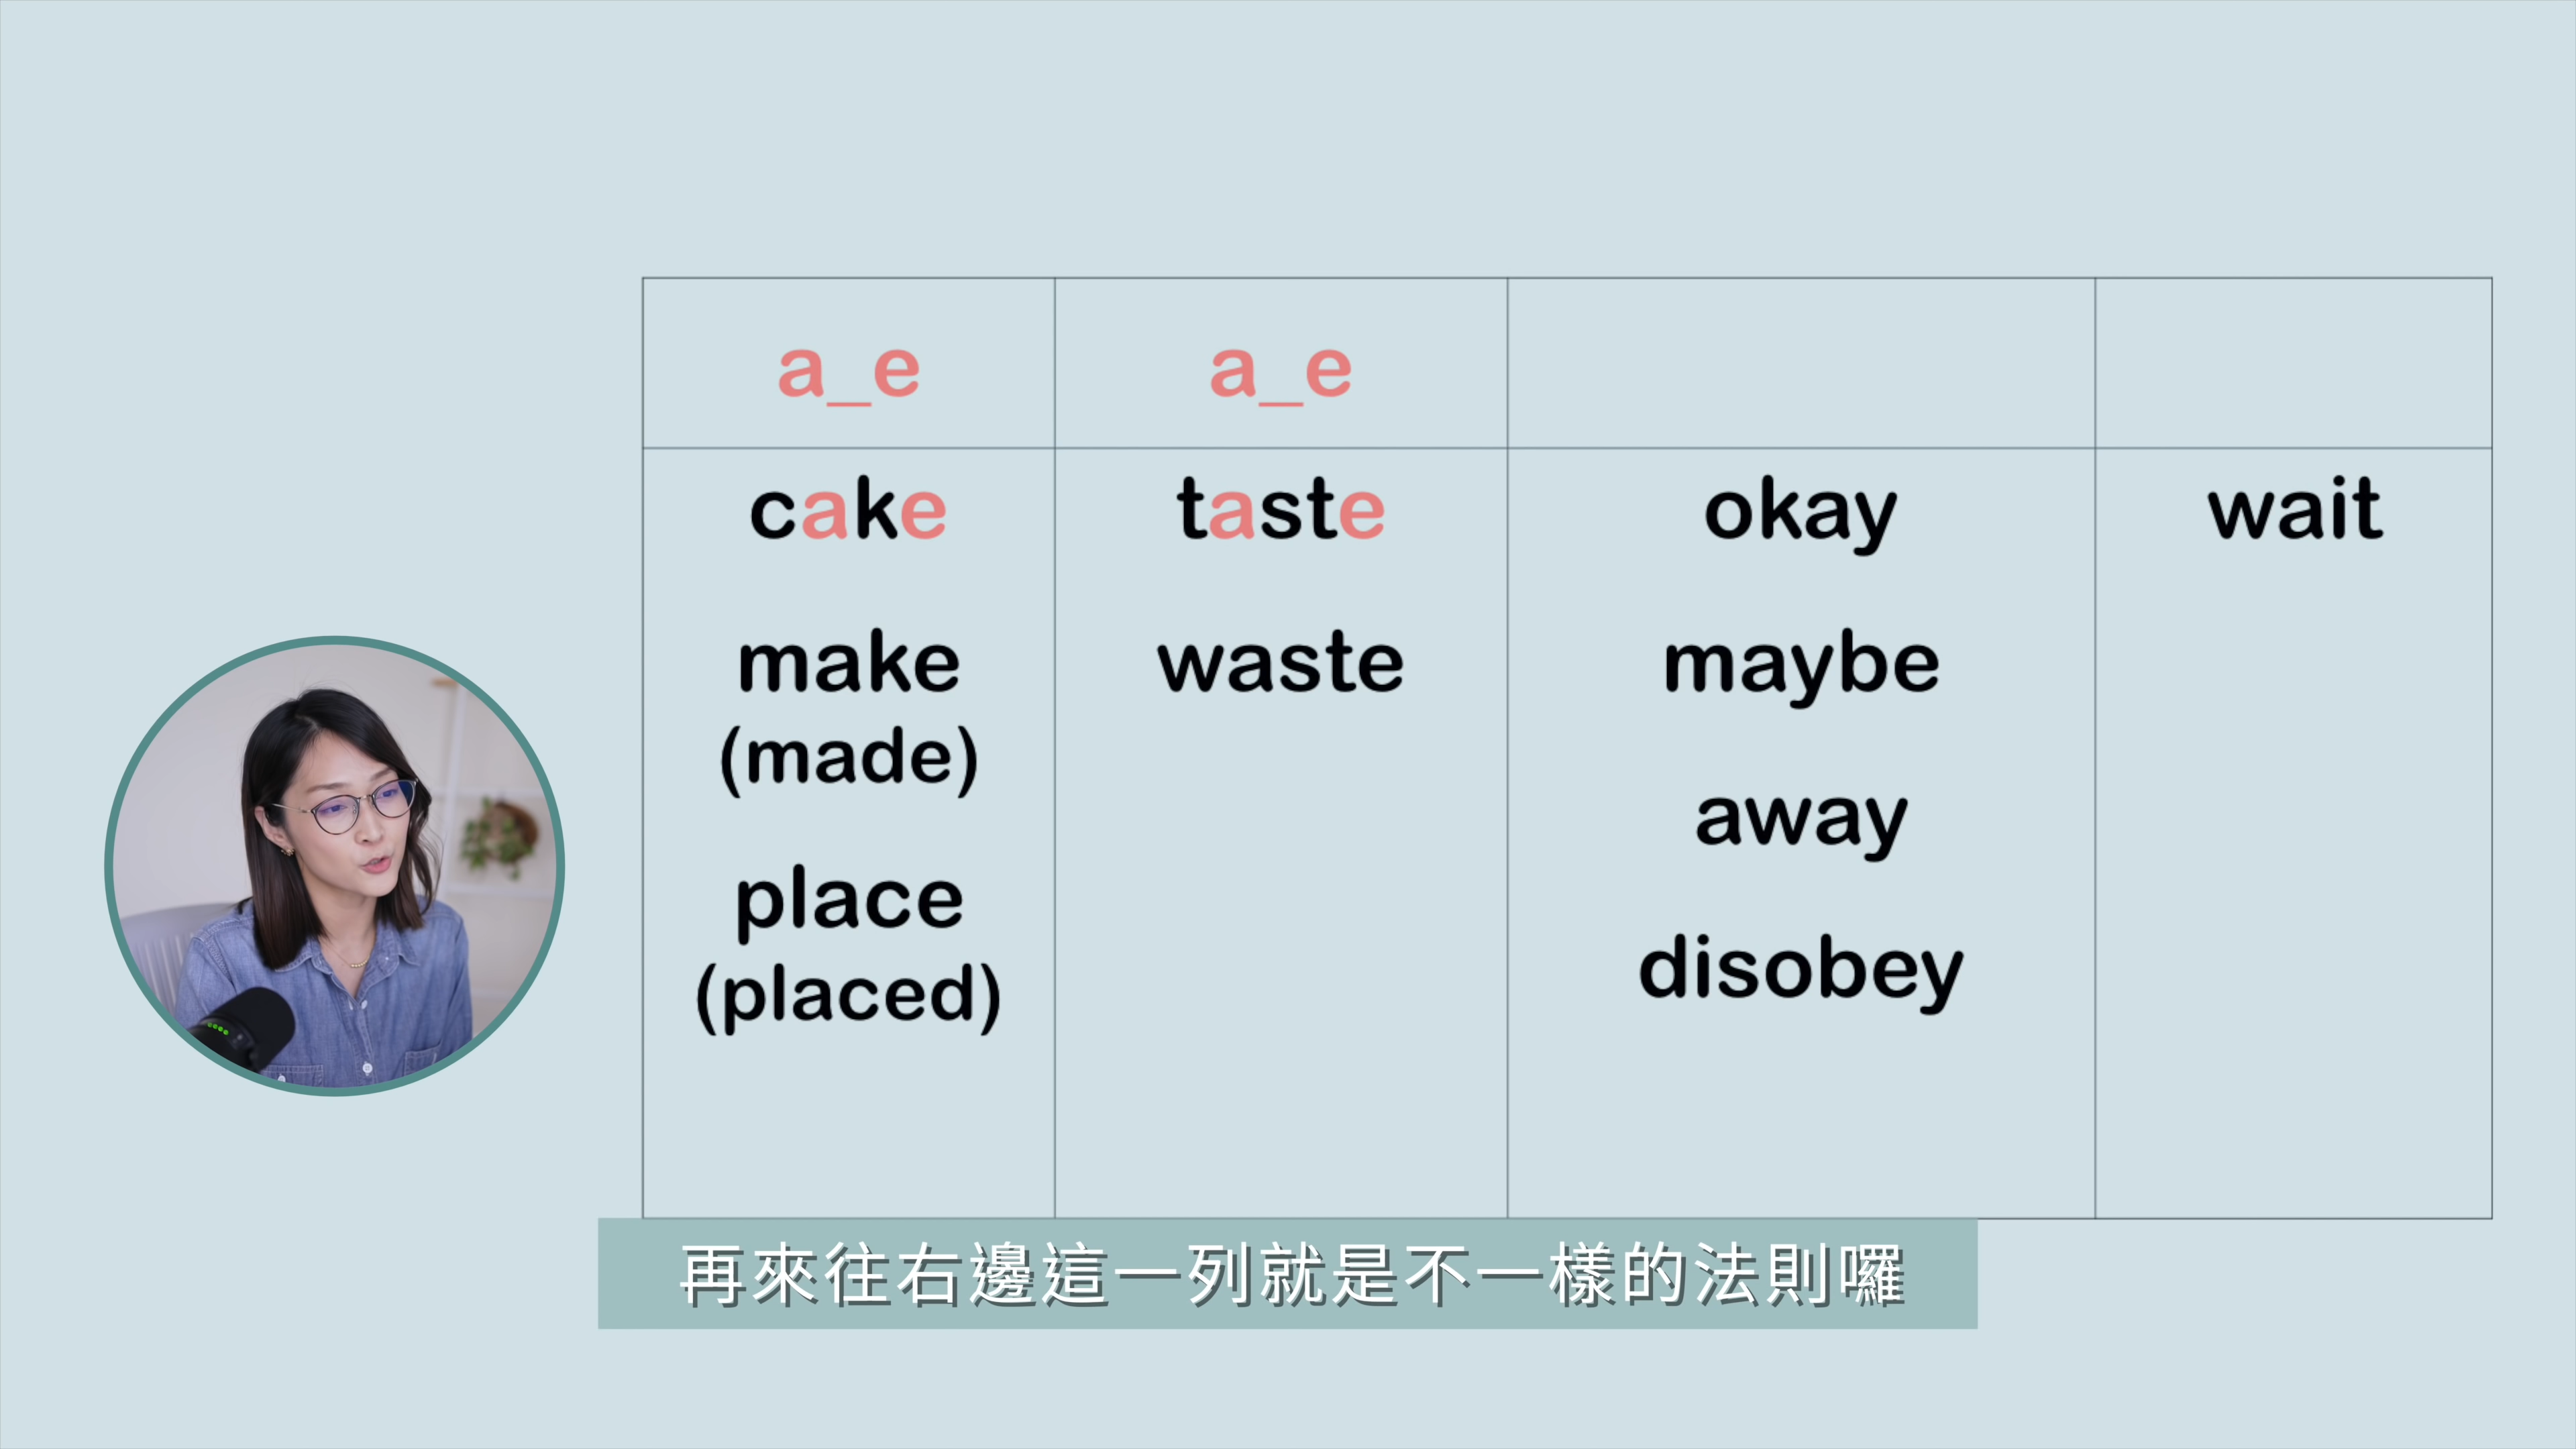 a_e
a_e
cake
taste
okay
wait
make
(made)
waste
maybe
away
place
(placed)
disobey
再來往右邊這一列就是不一樣的法則囉